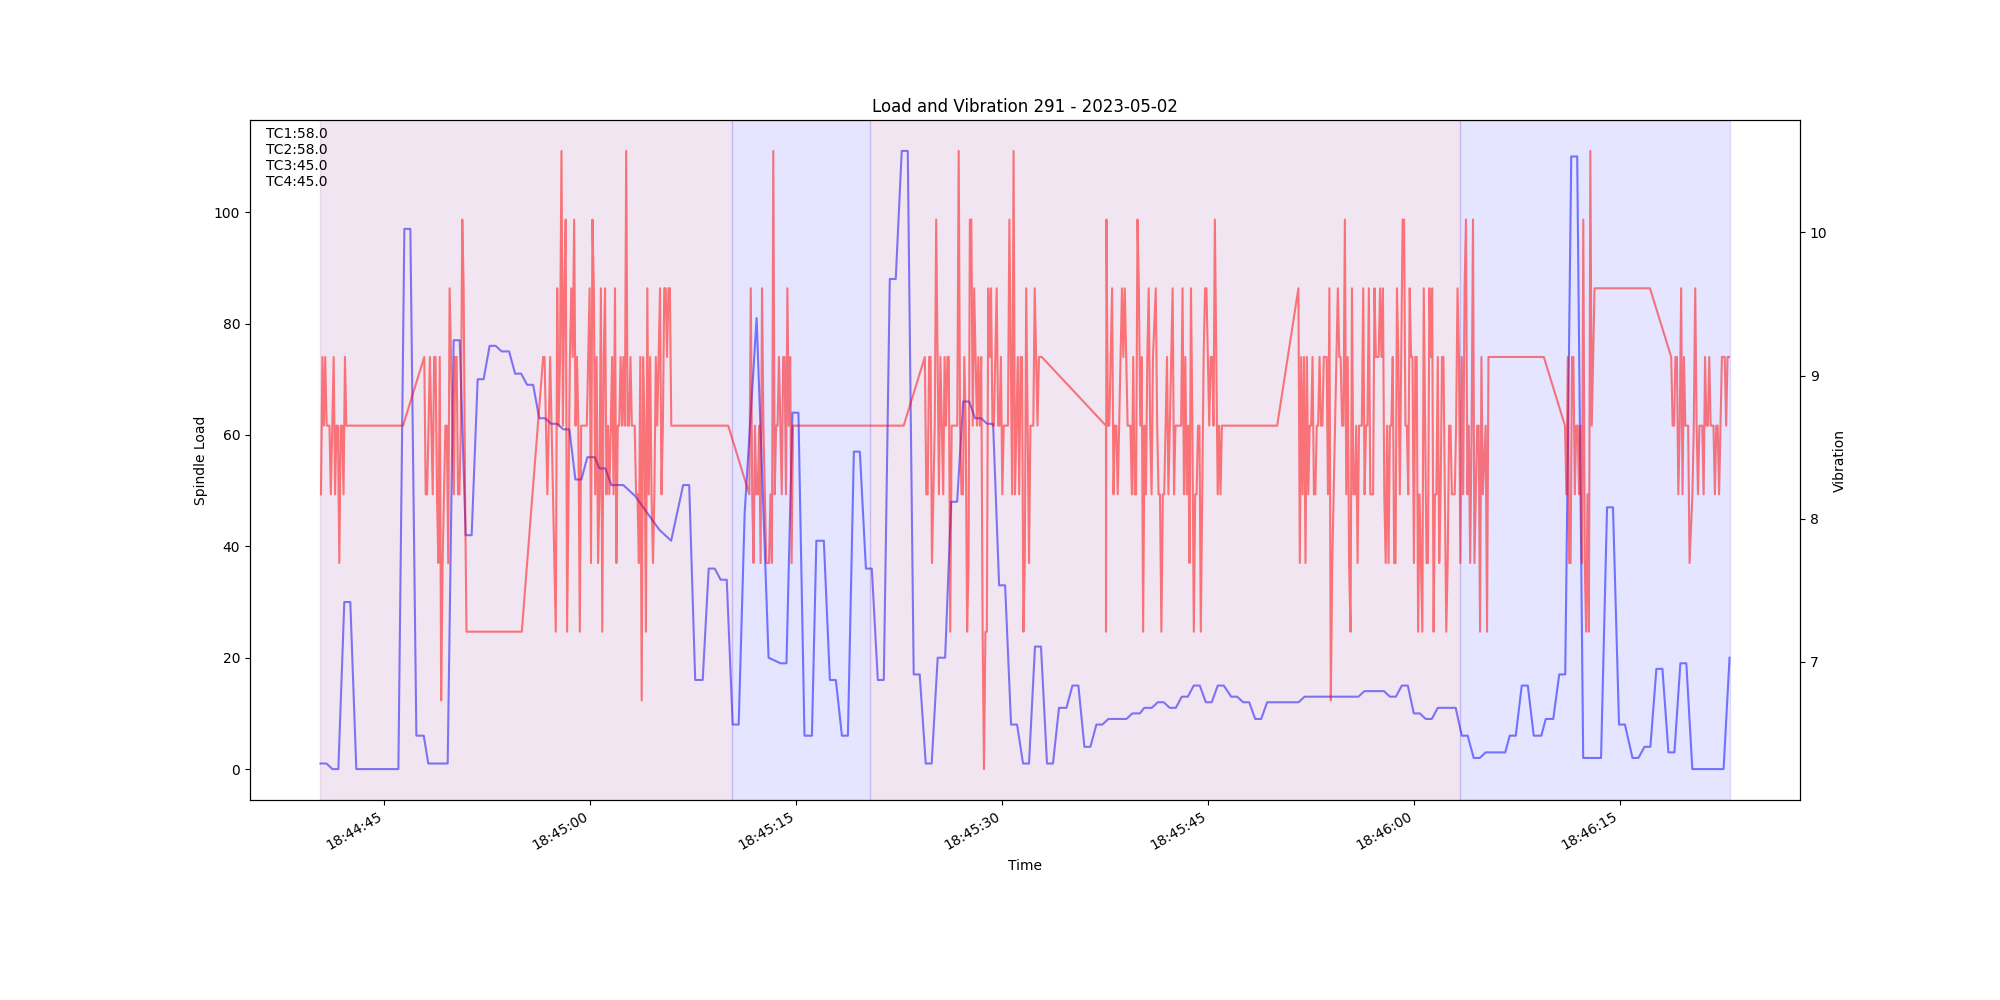 Load and Vibration 291 - 2023-05-02
TC1:58.0
TC2:58.0
TC3:45.0
TC4:45.0
100
80
60
40
20
0
Spindle Load
10
9
8
7
Vibration
18:44:45
18:45:00
18:45:15
18:45:30
18:45:45
18:46:00
18:46:15
Time